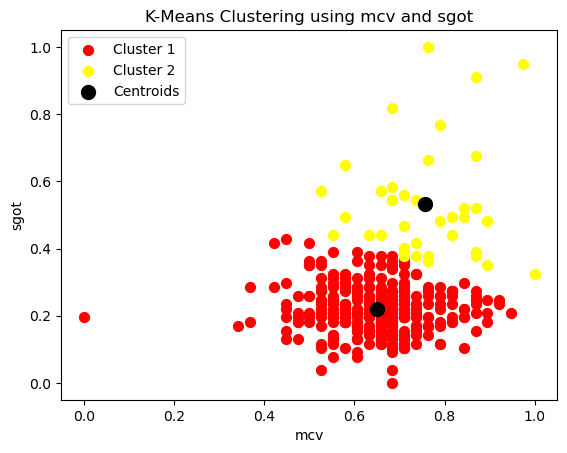 K-Means Clustering using mcv and sgot
Cluster 1
Cluster 2
Centroids
1.0
0.8
0.6
0.4
0.2
0.0
sgot
0.0 0.2 0.4 0.6 0.8 1.0
mcv